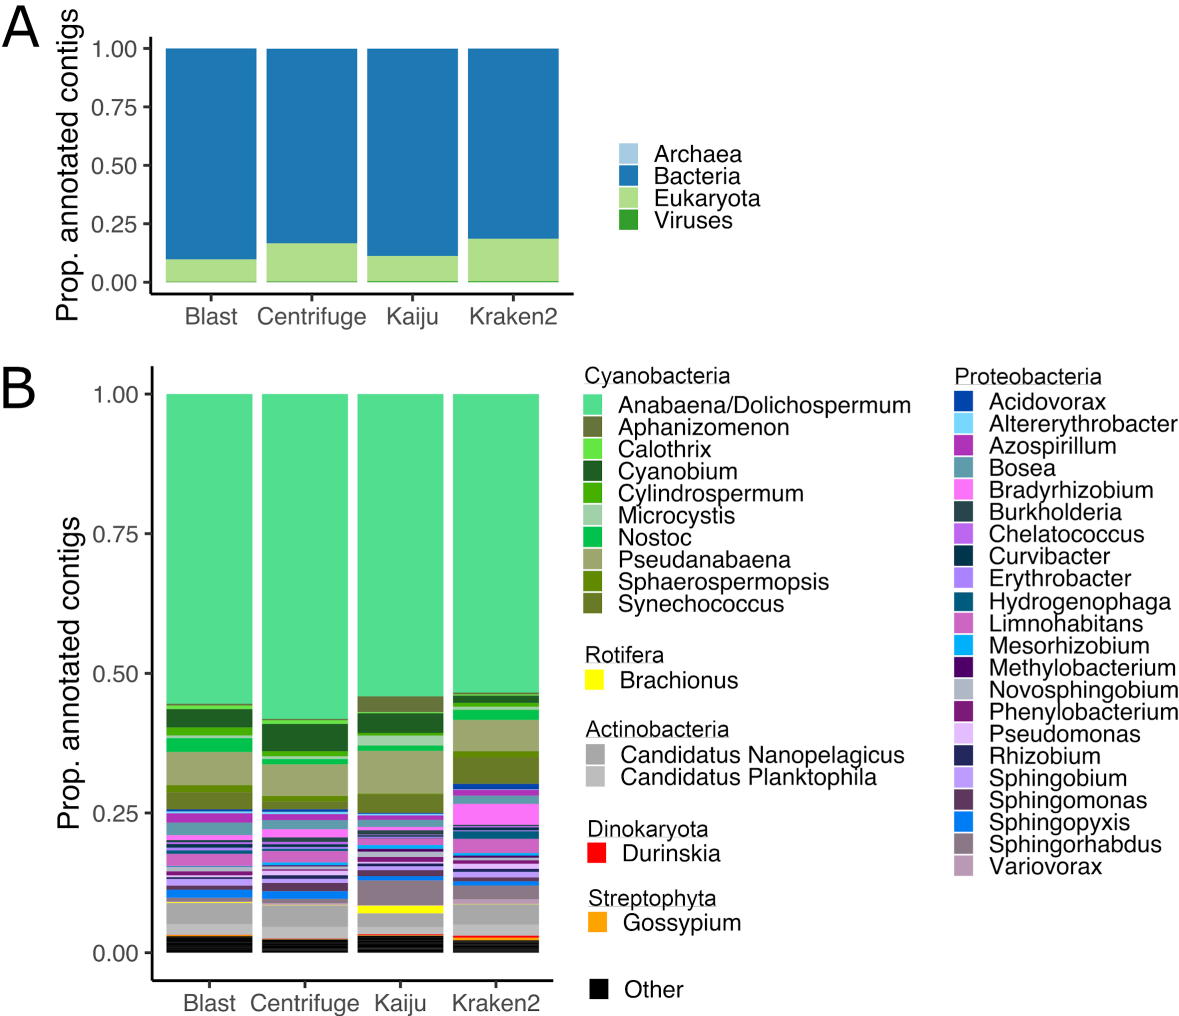 A
Prop. annotated contigs
1.00
0.75
0.50
0.25
0.00
Blast Centrifuge Kaiju Kraken2
Archaea
Bacteria
Eukaryota
Viruses
B
Prop. annotated contigs
1.00
0.75
0.50
0.25
0.00
Blast Centrifuge Kaiju Kraken2
Cyanobacteria
Anabaena/Dolichospermum
Aphanizomenon
Calothrix
Cyanobium
Cylindrospermum
Microcystis
Nostoc
Pseudanabaena
Sphaerospermopsis
Synechococcus
Rotifera
Brachionus
Actinobacteria
Candidatus Nanopelagicus
Candidatus Planktophila
Dinokaryota
Durinskia
Streptophyta
Gossypium
Other
Proteobacteria
Acidovorax
Altererythrobacter
Azospirillum
Bosea
Bradyrhizobium
Burkholderia
Chelatococcus
Curvibacter
Erythrobacter
Hydrogenophaga
Limnohabitans
Mesorhizobium
Methylobacterium
Novosphingobium
Phenylobacterium
Pseudomonas
Rhizobium
Sphingobium
Sphingomonas
Sphingopyxis
Sphingorhabdus
Variovorax